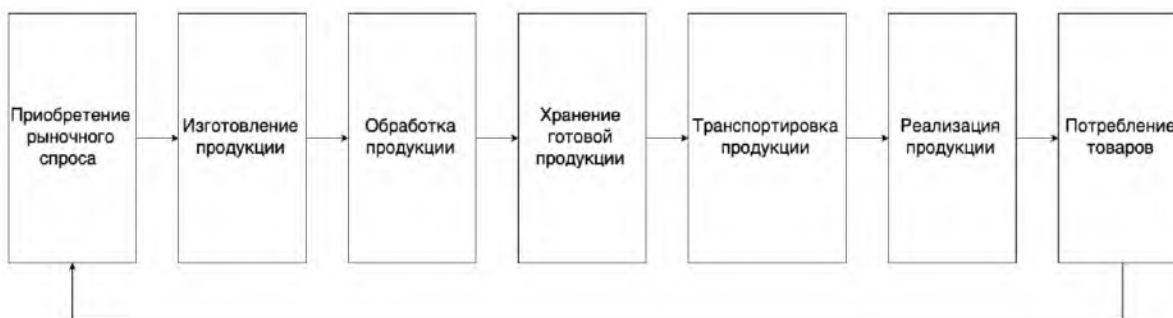 Приобретение
рыночного
спроса
Изготовление
продукции
Обработка
продукции
Хранение
готовой
продукции
Транспортировка
продукции
Реализация
продукции
Потребление
товаров